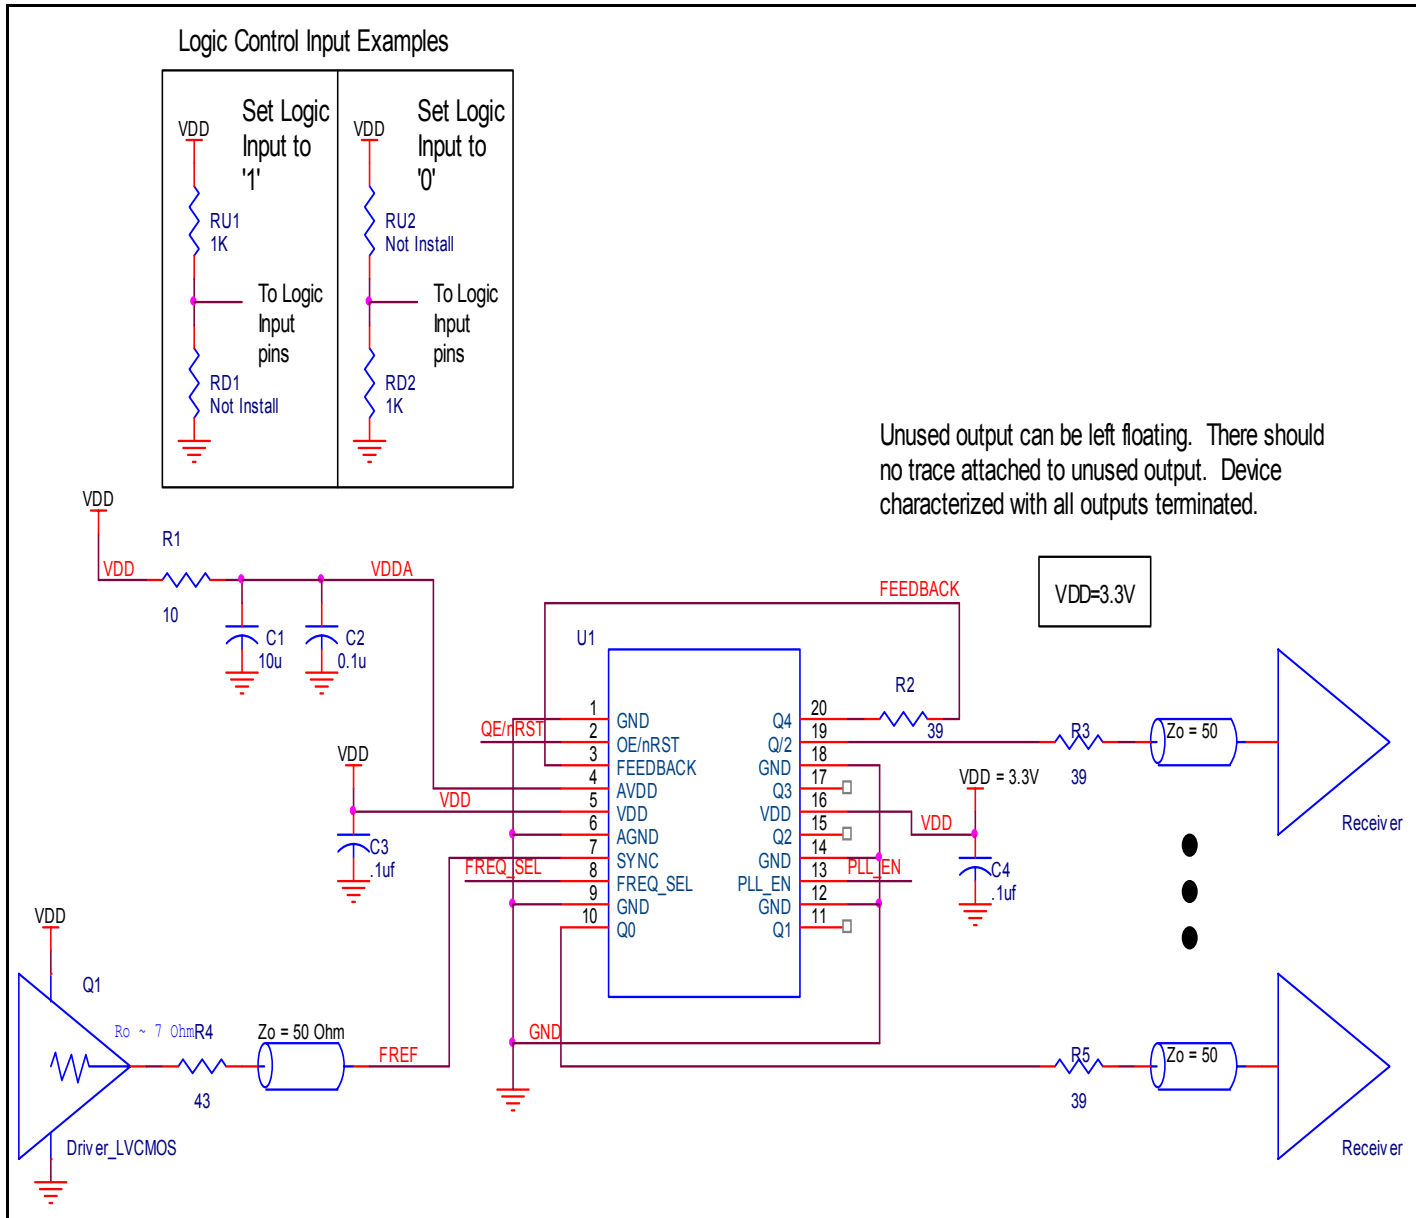 Logic Control Input Examples
Set Logic
Input to
'1'
VDD
RU1
1K
To Logic
Input
pins
RD1
Not Install
Set Logic
Input to
'0'
VDD
RU2
Not Install
To Logic
Input
pins
RD2
1K
Unused output can be left floating. There should
no trace attached to unused output. Device
characterized with all outputs terminated.
VDD=3.3V
VDD
VDD
R1
10
VDDA
C1
10u
C2
0.1u
FEEDBACK
U1
R2
39
QE/nRST
VDD
VDD
C3
.1uf
FREQ_SEL
1 GND
2 OE/nRST
3 FEEDBACK
4 AVDD
5 VDD
6 AGND
7 SYNC
8 FREQ_SEL
9 GND
10 Q0
20 Q4
19 Q/2
18 GND
17 Q3
16 VDD
15 Q2
14 GND
13 PLL_EN
12 GND
11 Q1
PLL_EN
VDD = 3.3V
VDD
C4
.1uf
R3
39
Zo = 50
Receiver
VDD
Q1
Ro ~ 7 Ohm
R4
43
Zo = 50 Ohm
FREF
Driver_LVCMOS
GND
R5
39
Zo = 50
Receiver